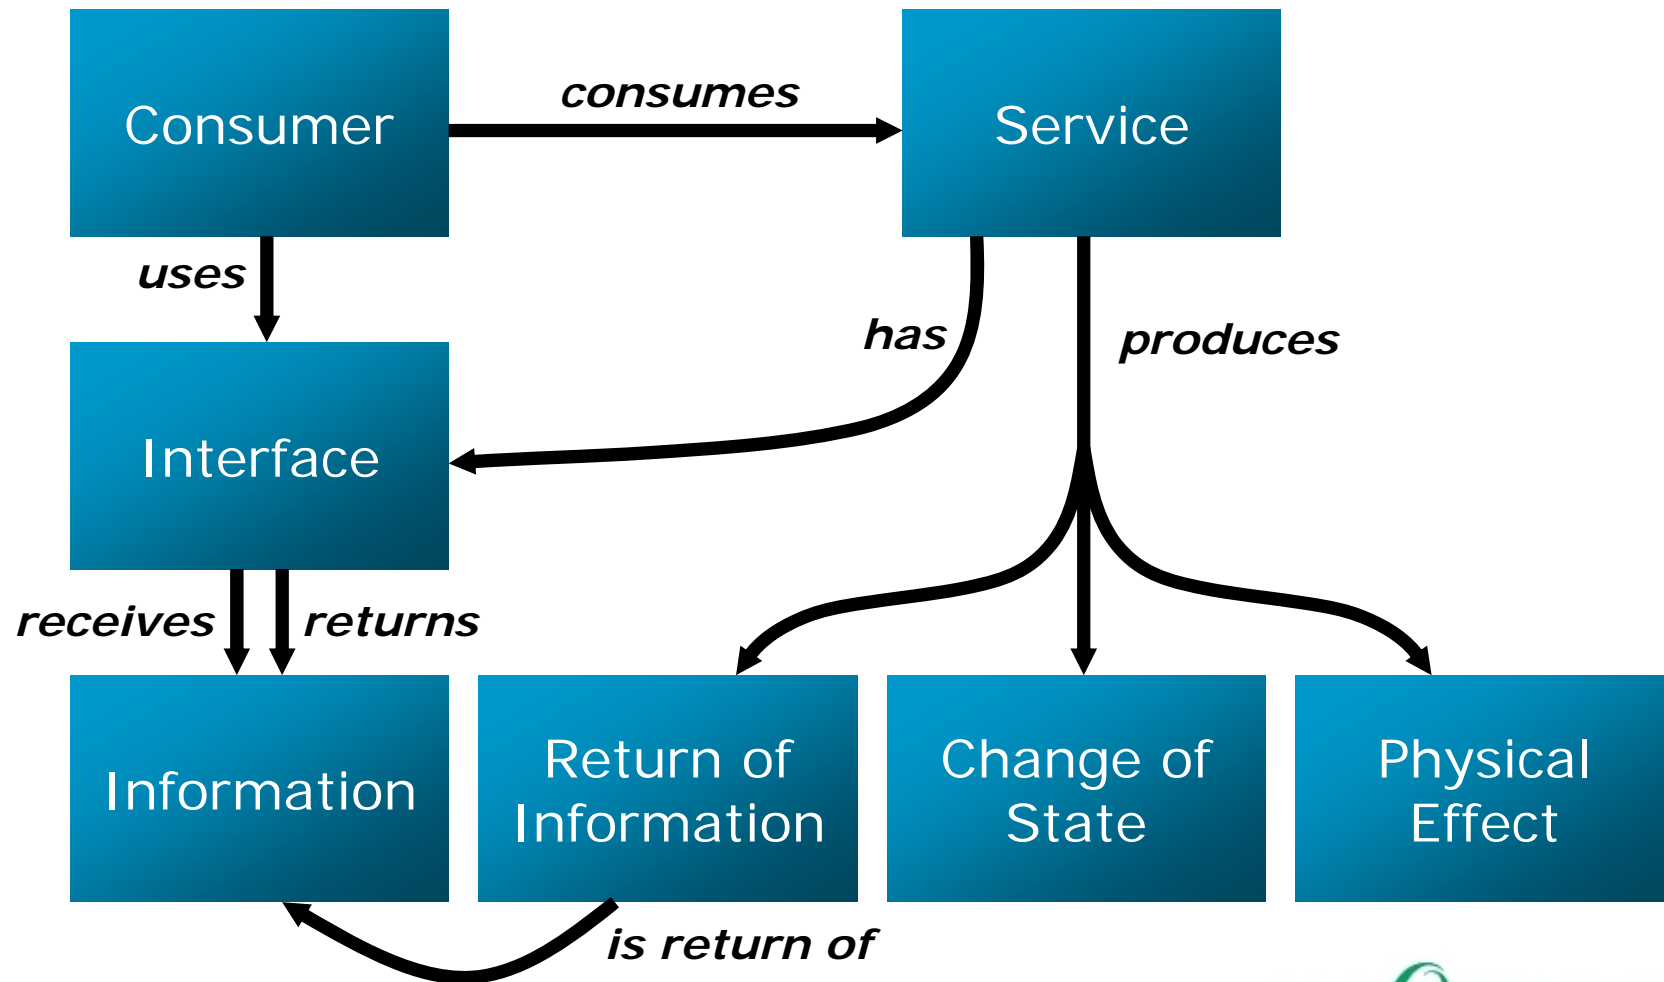 Consumer
consumes
Service
uses
has
produces
Interface
receives
returns
Information
Return of
Information
Change of
State
Physical
Effect
is return of